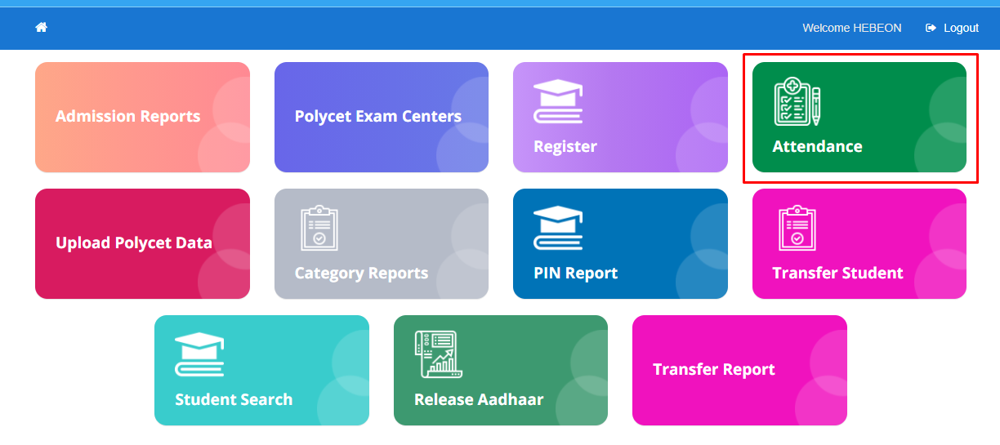 Welcome HEBEON
Logout
Admission Reports
Polycet Exam Centers
Register
Attendance
Upload Polycet Data
Category Reports
PIN Report
Transfer Student
Student Search
Release Aadhaar
Transfer Report